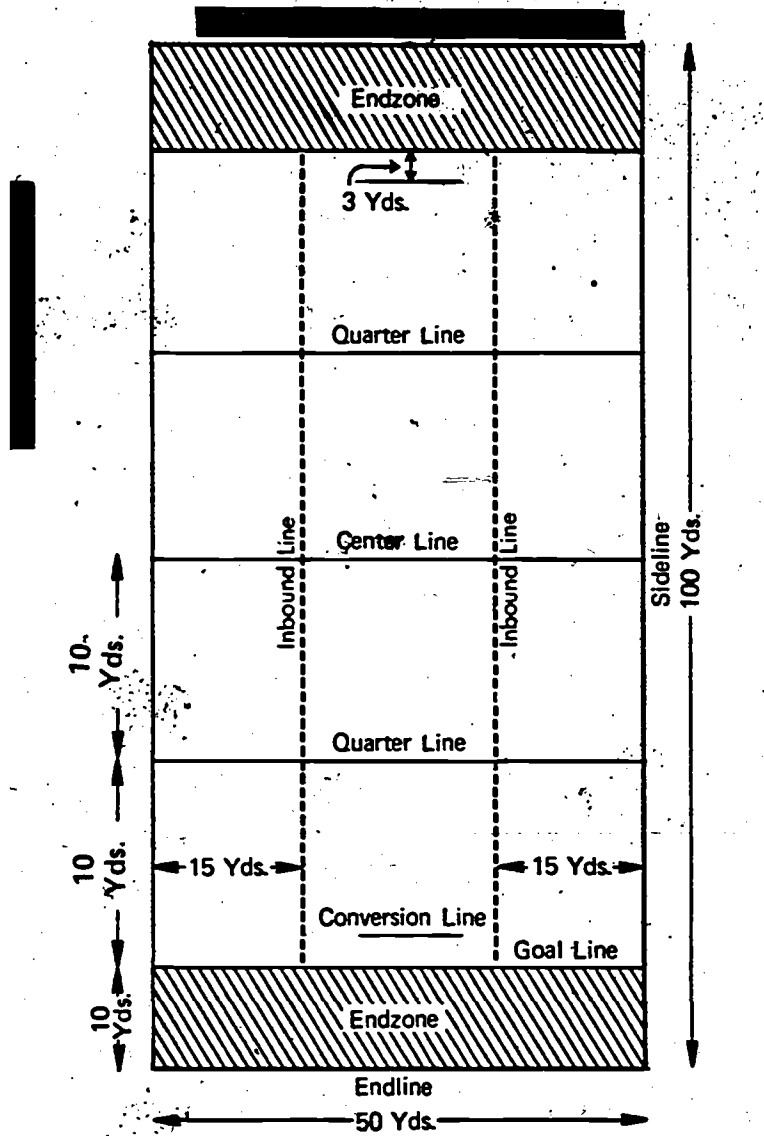 Endzone
3 Yds.
Quarter Line
Center Line
Inbound Line
Inbound Line
Sideline
100 Yds.
10
Yds.
Quarter Line
10
Yds.
15 Yds.
15 Yds.
Conversion Line
Goal Line
10
Yds.
Endzone
Endline
50 Yds.